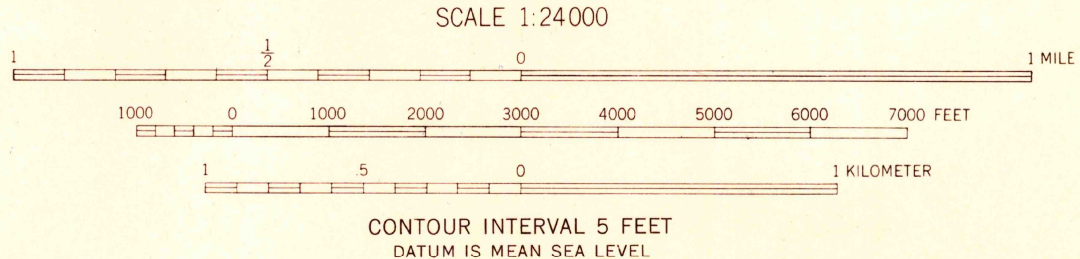 SCALE 1:24000
1 1/2 0 1 MILE
1000 0 1000 2000 3000 4000 5000 6000 7000 FEET
1 .5 0 1 KILOMETER
CONTOUR INTERVAL 5 FEET
DATUM IS MEAN SEA LEVEL